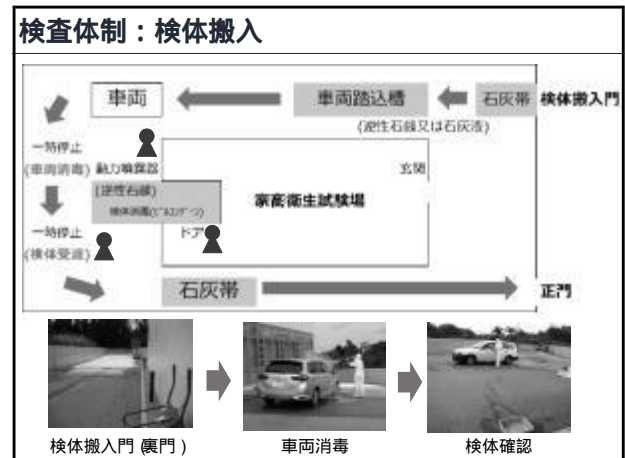 検査体制：検体搬入
車両
車両踏込槽
石灰帯
検体搬入門
(逆性石鹸又は石灰液)
一時停止
(車両消毒)
動力噴霧器
(逆性石鹸)
玄関
家畜衛生試験場
一時停止
(検体受渡)
ドア
石灰帯
正門
検体搬入門(裏門)
車両消毒
検体確認